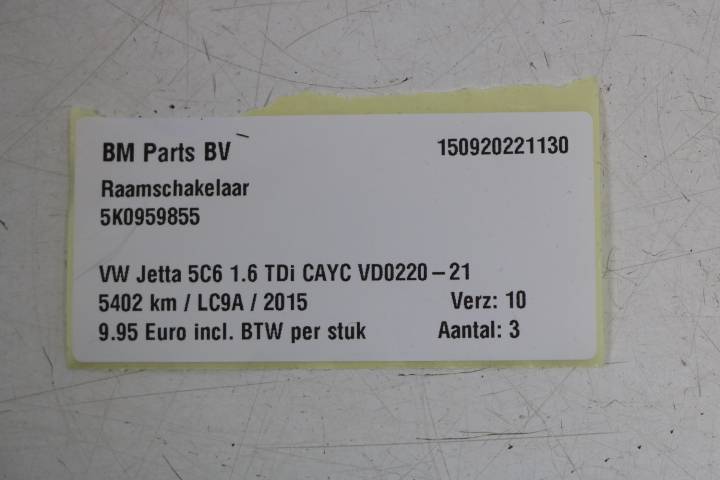 BM Parts BV 150920221130
Raamschakelaar
5K0959855
VW Jetta 5C6 1.6 TDi CAYC VD0220-21
5402 km / LC9A / 2015 Verz: 10
9.95 Euro incl. BTW per stuk Aantal: 3